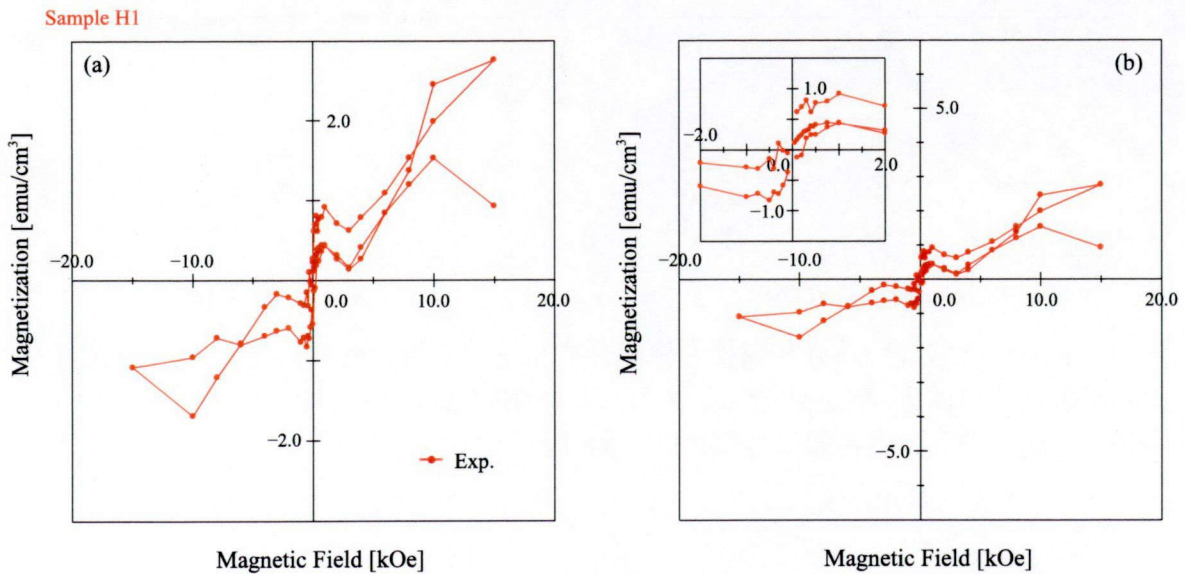 Sample H1
(a)
2.0
−20.0
−10.0
0.0
10.0
20.0
−2.0
Exp.
Magnetization [emu/cm³]
Magnetic Field [kOe]
(b)
1.0
−2.0
0.0
2.0
−1.0
5.0
−20.0
−10.0
0.0
10.0
20.0
−5.0
Magnetization [emu/cm³]
Magnetic Field [kOe]